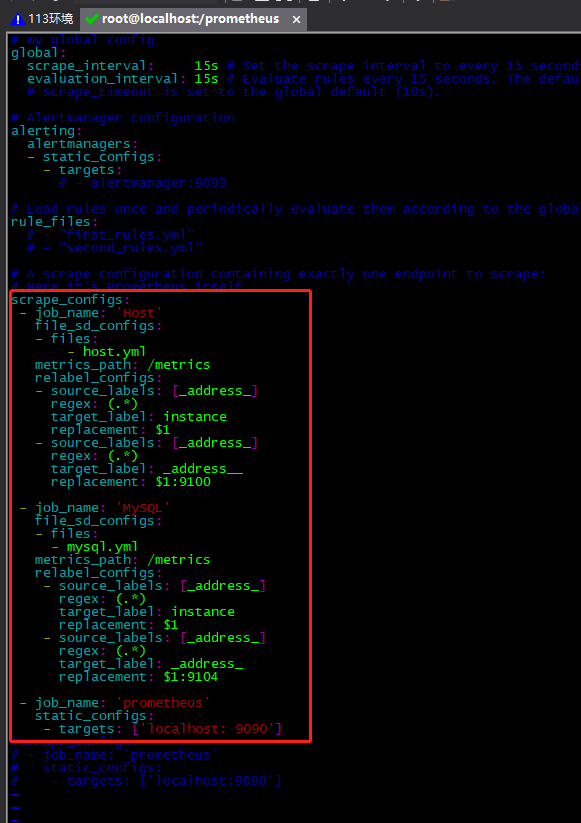 113环境 root@localhost:/prometheus ×
# my global config
global:
  scrape_interval:     15s # Set the scrape interval to every 15 second
  evaluation_interval: 15s # Evaluate rules every 15 seconds. The defau
  # scrape_timeout is set to the global default (10s).
# Alertmanager configuration
alerting:
  alertmanagers:
  - static_configs:
    - targets:
      # - alertmanager:9093
# Load rules once and periodically evaluate them according to the globa
rule_files:
  # - "first_rules.yml"
  # - "second_rules.yml"
# A scrape configuration containing exactly one endpoint to scrape:
# Here it's Prometheus itself
scrape_configs:
 - job_name: 'Host'
   file_sd_configs:
   - files:
       - host.yml
   metrics_path: /metrics
   relabel_configs:
   - source_labels: [_address_]
     regex: (.*)
     target_label: instance
     replacement: $1
   - source_labels: [_address_]
     regex: (.*)
     target_label: _address__
     replacement: $1:9100
 - job_name: 'MySQL'
   file_sd_configs:
   - files:
     - mysql.yml
   metrics_path: /metrics
   relabel_configs:
    - source_labels: [_address_]
      regex: (.*)
      target_label: instance
      replacement: $1
    - source_labels: [_address_]
      regex: (.*)
      target_label: _address_
      replacement: $1:9104
 - job_name: 'prometheus'
   static_configs:
    - targets: ['localhost: 9090']
#scrape_configs:
# - job_name: 'prometheus'
#   static_configs:
#    - targets: ['localhost:9090']
~
~
~